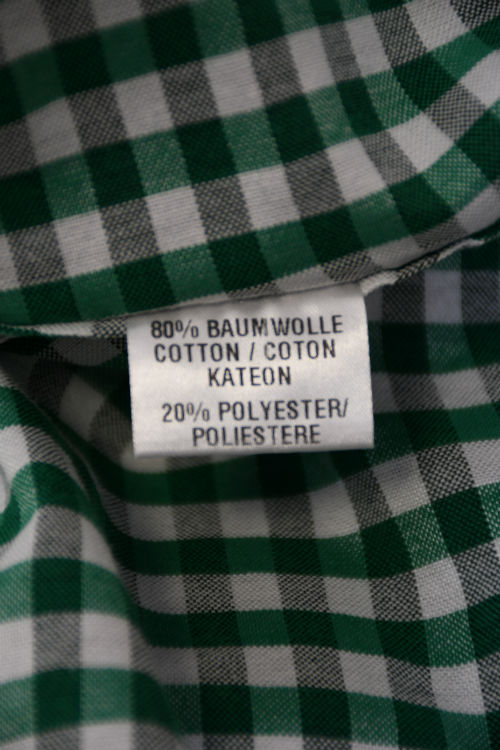 80% BAUMWOLLE
COTTON / COTON
KATEON
20% POLYESTER/
POLIESTERE